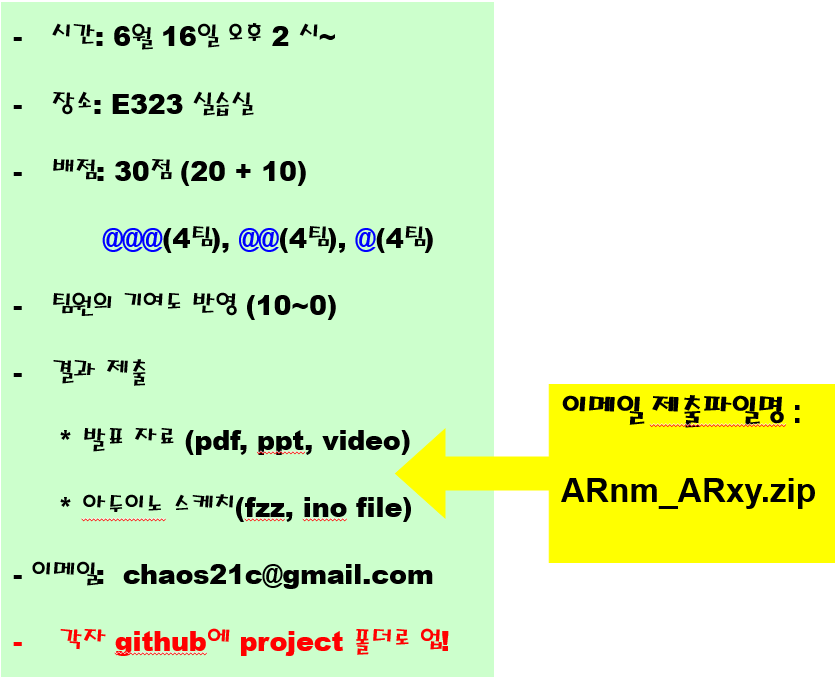 - 시간: 6월 16일 오후 2 시~
- 장소: E323 실습실
- 배점: 30점 (20 + 10)
@@@(4팀), @@(4팀), @(4팀)
- 팀원의 기여도 반영 (10~0)
- 결과 제출
* 발표 자료 (pdf, ppt, video)
* 아두이노 스케치(fzz, ino file)
- 이메일: chaos21c@gmail.com
- 각자 github에 project 폴더로 업!
이메일 제출파일명 :
ARnm_ARxy.zip